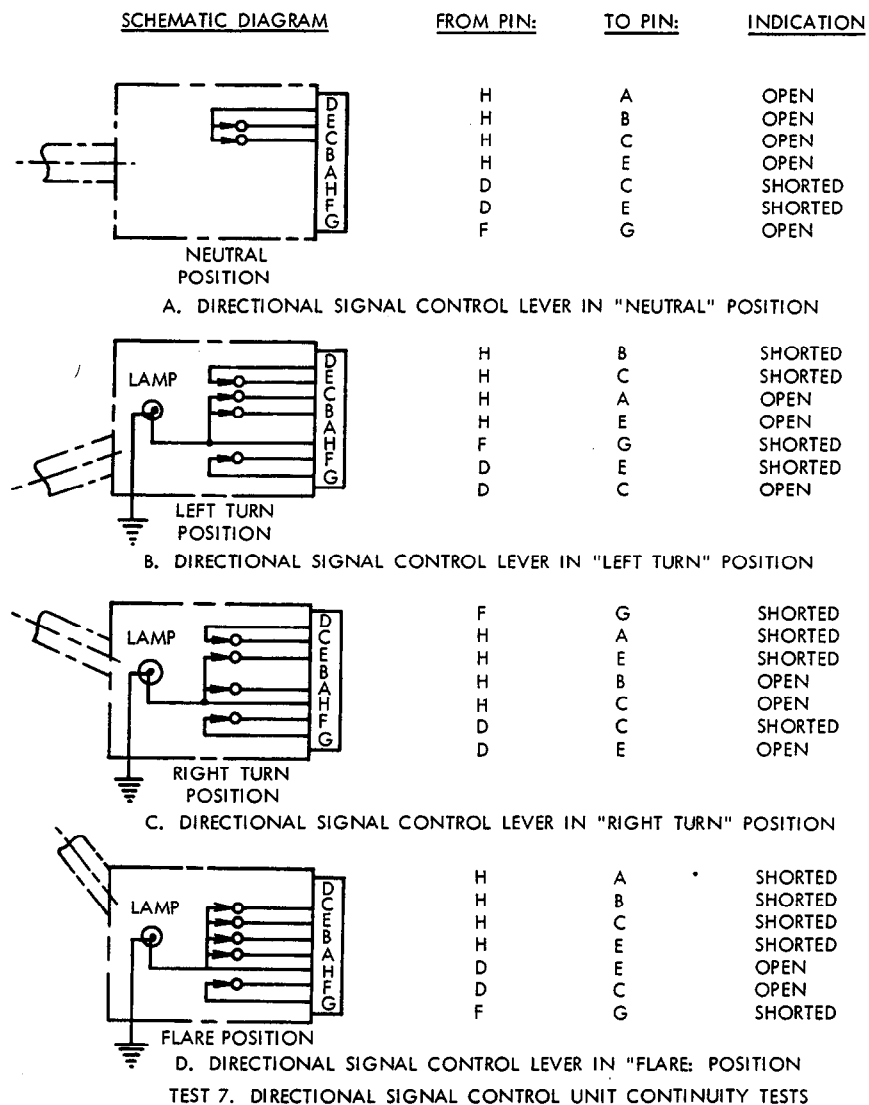 SCHEMATIC DIAGRAM FROM PIN: TO PIN: INDICATION
H A OPEN
H B OPEN
H C OPEN
H E OPEN
D C SHORTED
D E SHORTED
F G OPEN
D
E
C
B
A
H
F
G
NEUTRAL
POSITION
A. DIRECTIONAL SIGNAL CONTROL LEVER IN "NEUTRAL" POSITION
H B SHORTED
H C SHORTED
H A OPEN
H E OPEN
F G SHORTED
D E SHORTED
D C OPEN
LAMP
D
E
C
B
A
H
F
G
LEFT TURN
POSITION
B. DIRECTIONAL SIGNAL CONTROL LEVER IN "LEFT TURN" POSITION
F G SHORTED
H A SHORTED
H E SHORTED
H B OPEN
H C OPEN
D C SHORTED
D E OPEN
LAMP
D
C
E
B
A
H
F
G
RIGHT TURN
POSITION
C. DIRECTIONAL SIGNAL CONTROL LEVER IN "RIGHT TURN" POSITION
H A SHORTED
H B SHORTED
H C SHORTED
H E SHORTED
D E OPEN
D C OPEN
F G SHORTED
LAMP
D
C
E
B
A
H
F
G
FLARE POSITION
D. DIRECTIONAL SIGNAL CONTROL LEVER IN "FLARE: POSITION
TEST 7. DIRECTIONAL SIGNAL CONTROL UNIT CONTINUITY TESTS